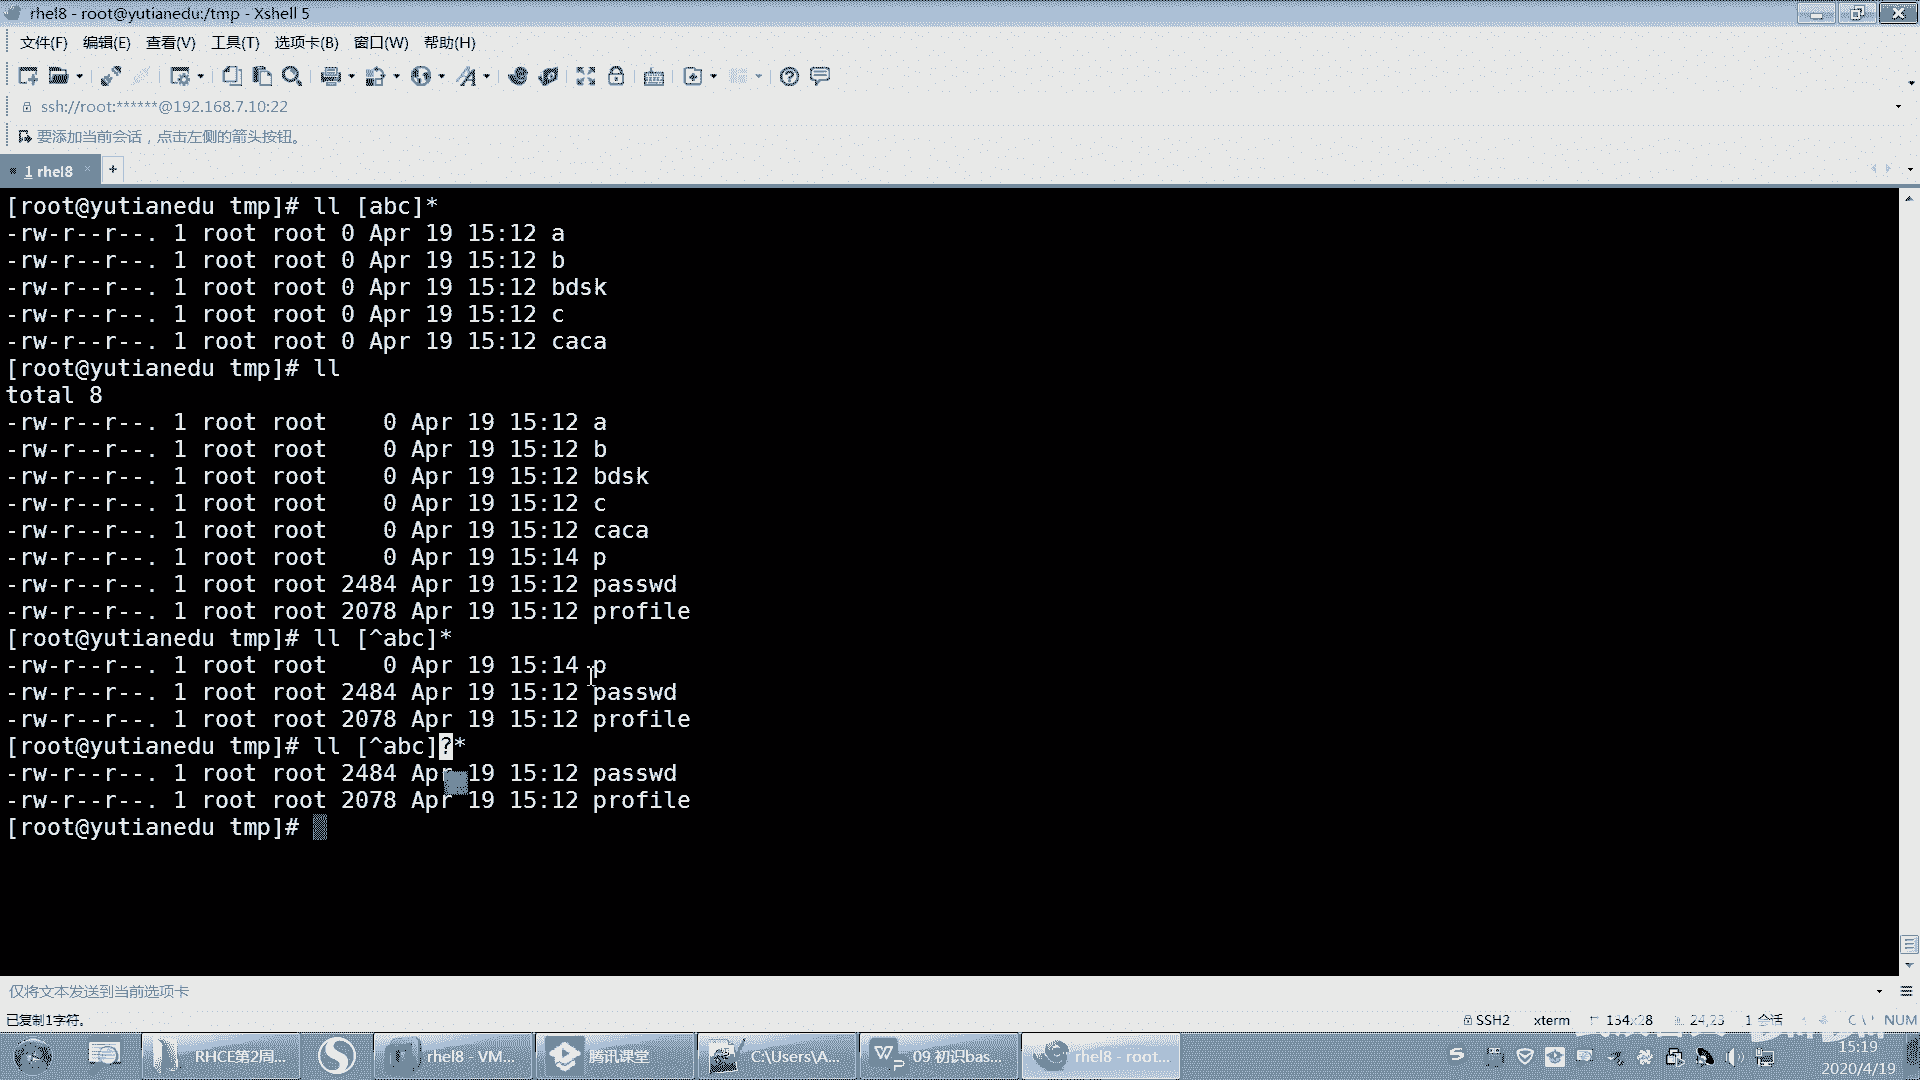 rhel8 - root@yutianedu:/tmp - Xshell 5
文件(F) 编辑(E) 查看(V) 工具(T) 选项卡(B) 窗口(W) 帮助(H)
ssh://root:******@192.168.7.10:22
要添加当前会话，点击左侧的箭头按钮。
1 rhel8
[root@yutianedu tmp]# ll [abc]*
-rw-r--r--. 1 root root 0 Apr 19 15:12 a
-rw-r--r--. 1 root root 0 Apr 19 15:12 b
-rw-r--r--. 1 root root 0 Apr 19 15:12 bdsk
-rw-r--r--. 1 root root 0 Apr 19 15:12 c
-rw-r--r--. 1 root root 0 Apr 19 15:12 caca
[root@yutianedu tmp]# ll
total 8
-rw-r--r--. 1 root root    0 Apr 19 15:12 a
-rw-r--r--. 1 root root    0 Apr 19 15:12 b
-rw-r--r--. 1 root root    0 Apr 19 15:12 bdsk
-rw-r--r--. 1 root root    0 Apr 19 15:12 c
-rw-r--r--. 1 root root    0 Apr 19 15:12 caca
-rw-r--r--. 1 root root    0 Apr 19 15:14 p
-rw-r--r--. 1 root root 2484 Apr 19 15:12 passwd
-rw-r--r--. 1 root root 2078 Apr 19 15:12 profile
[root@yutianedu tmp]# ll [^abc]*
-rw-r--r--. 1 root root    0 Apr 19 15:14 p
-rw-r--r--. 1 root root 2484 Apr 19 15:12 passwd
-rw-r--r--. 1 root root 2078 Apr 19 15:12 profile
[root@yutianedu tmp]# ll [^abc]?*
-rw-r--r--. 1 root root 2484 Apr 19 15:12 passwd
-rw-r--r--. 1 root root 2078 Apr 19 15:12 profile
[root@yutianedu tmp]#
仅将文本发送到当前选项卡
已复制1字符。 SSH2 xterm 134x28 24,23 1 会话 NUM
RHCE第2周... rhel8 - VM... 腾讯课堂 C:\Users\A... 09 初识bas... rhel8 - root... 15:19
2020/4/19